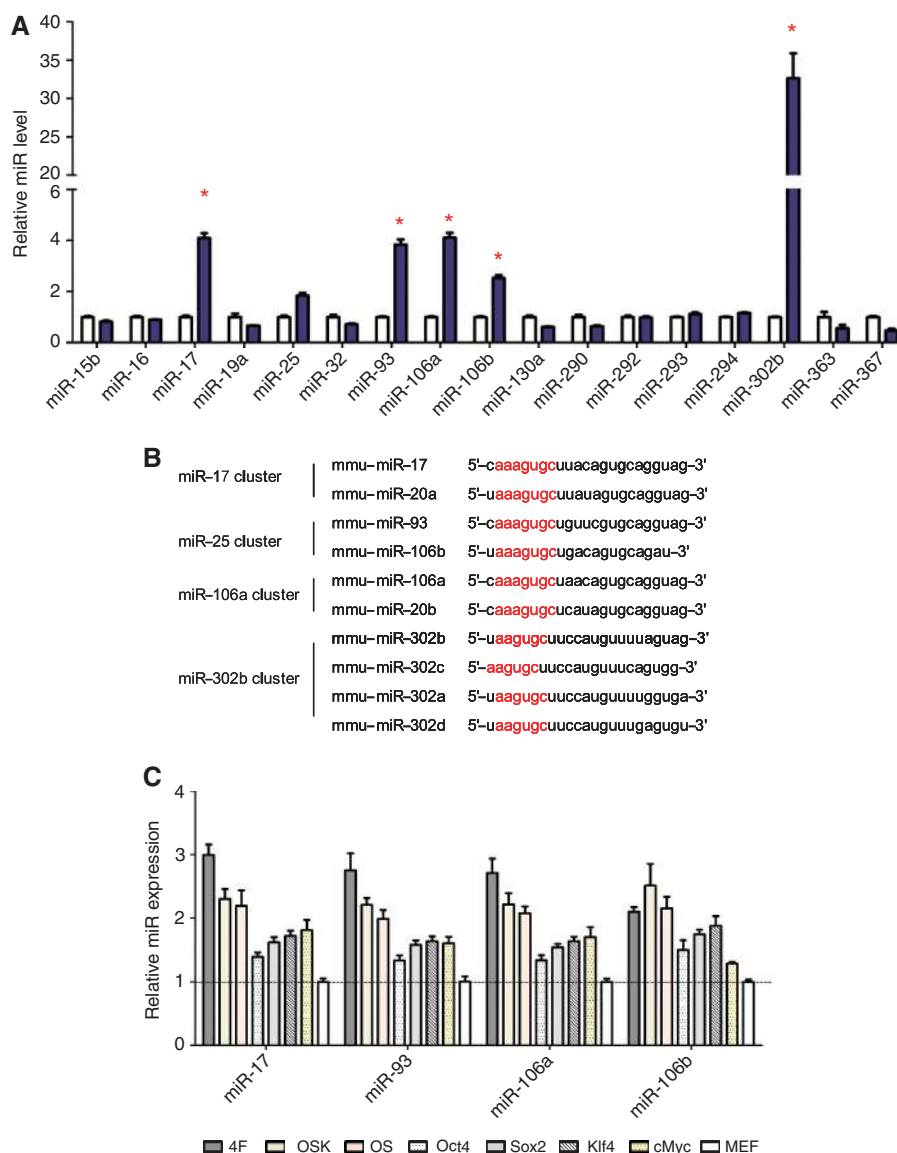 A
Relative miR level
40
35
30
25
20
6
4
2
0
*
*
*
*
*
miR-15b
miR-16
miR-17
miR-19a
miR-25
miR-32
miR-93
miR-106a
miR-106b
miR-130a
miR-290
miR-292
miR-293
miR-294
miR-302b
miR-363
miR-367
B
miR–17 cluster
mmu–miR–17 5'–caaagugcuuacagugcagguag–3'
mmu–miR–20a 5'–uaaagugcuuauagugcagguag–3'
miR–25 cluster
mmu–miR–93 5'–caaagugcuguucgugcagguag–3'
mmu–miR–106b 5'–uaaagugcugacagugcagau–3'
miR–106a cluster
mmu–miR–106a 5'–caaagugcuaacagugcagguag–3'
mmu–miR–20b 5'–caaagugcucauagugcagguag–3'
miR–302b cluster
mmu–miR–302b 5'–uaagugcuuccauguuuuaguag–3'
mmu–miR–302c 5'–aagugcuuccauguuucagugg–3'
mmu–miR–302a 5'–uaagugcuuccauguuuugguga–3'
mmu–miR–302d 5'–uaagugcuuccauguuugagugu–3'
C
Relative miR expression
4
3
2
1
0
miR-17
miR-93
miR-106a
miR-106b
4F OSK OS Oct4 Sox2 Klf4 cMyc MEF